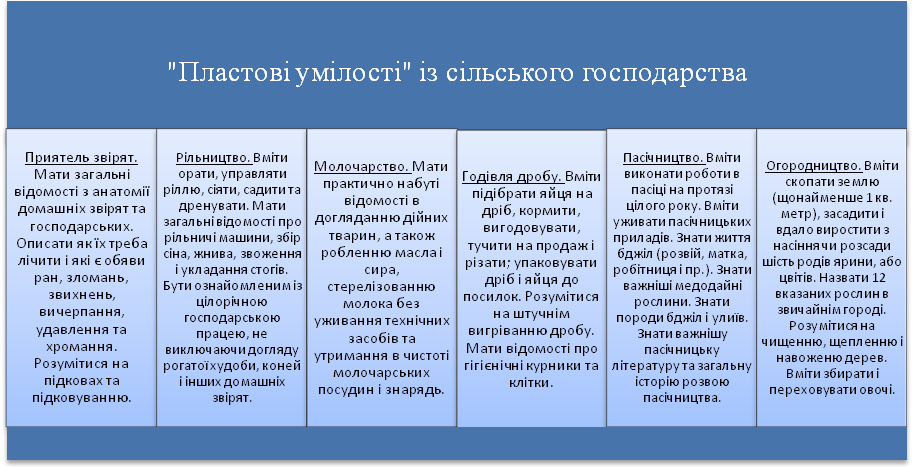 "Пластові умілості" із сільського господарства
Приятель звірят.
Мати загальні
відомості з анатомії
домашніх звірят та
господарських.
Описати як їх треба
лічити і які є обяви
ран, зломань,
звихнень,
вичерпання,
удавлення та
хромання.
Розумітися на
підковах та
підковуванню.
Рільництво. Вміти
орати, управляти
ріллю, сіяти, садити та
дренувати. Мати
загальні відомості про
рільничі машини, збір
сіна, жнива, звоження
і укладання стогів.
Бути ознайомленим із
цілорічною
господарською
працею, не
виключаючи догляду
рогатої худоби, коней
і інших домашніх
звірят.
Молочарство. Мати
практично набуті
відомості в
догляданню дійних
тварин, а також
робленню масла і
сира,
стерелізованню
молока без
уживання технічних
засобів та
утримання в чистоті
молочарських
посудин і знарядь.
Годівля дробу. Вміти
підібрати яйця на
дріб, кормити,
вигодовувати,
тучити на продаж і
різати; упаковувати
дріб і яйця до
посилок. Розумітися
на штучнім
вигріванню дробу.
Мати відомості про
гігієнічні курники та
клітки.
Пасічництво. Вміти
виконати роботи в
пасіці на протязі
цілого року. Вміти
уживати пасічницьких
приладів. Знати життя
бджіл (розвій, матка,
робітниця і пр.). Знати
важніші медодайні
рослини. Знати
породи бджіл і улиїв.
Знати важнішу
пасічницьку
літературу та загальну
історію розвою
пасічництва.
Огородництво. Вміти
скопати землю
(щонайменше 1 кв.
метр), засадити і
вдало виростити з
насіння чи розсади
шість родів ярини, або
цвітів. Назвати 12
вказаних рослин в
звичайнім городі.
Розумітися на
чищенню, щепленню і
навоженю дерев.
Вміти збирати і
переховувати овочі.